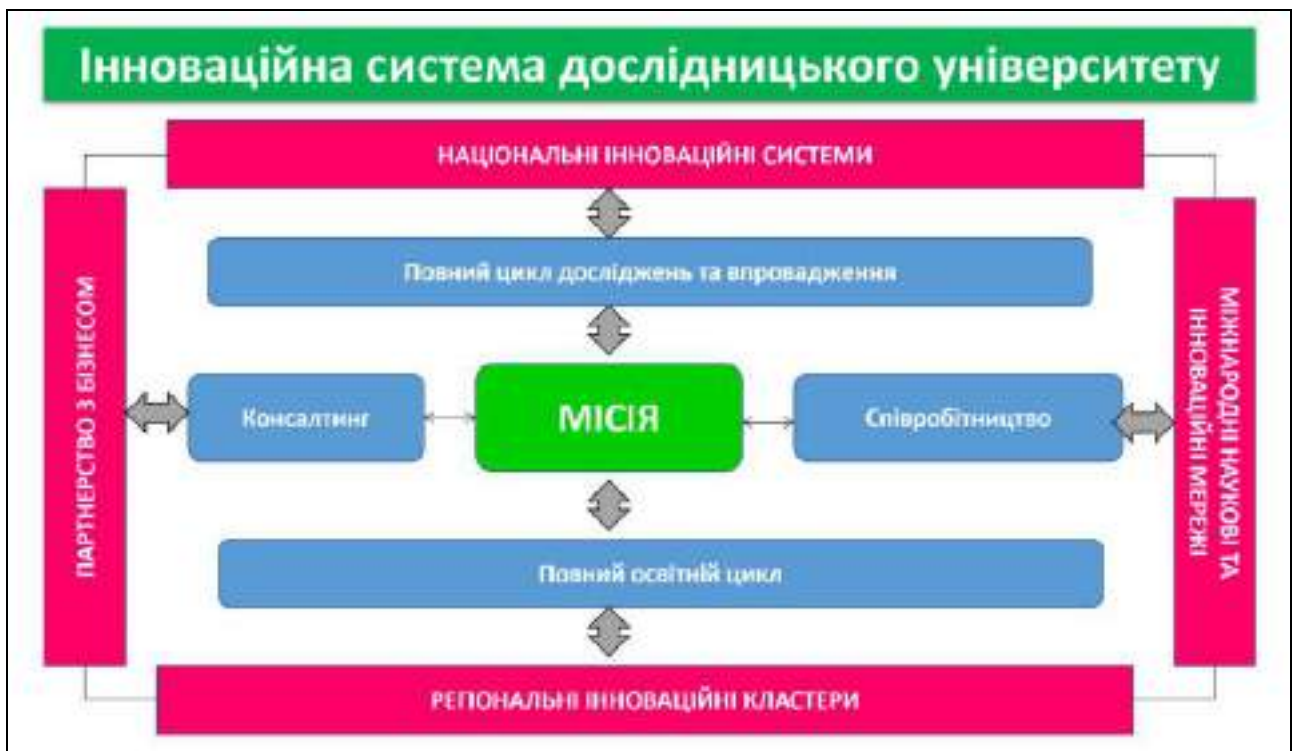 Інноваційна система дослідницького університету
НАЦІОНАЛЬНІ ІННОВАЦІЙНІ СИСТЕМИ
Повний цикл досліджень та впровадження
ПАРТНЕРСТВО З БІЗНЕСОМ
Консалтинг
МІСІЯ
Співробітництво
МІЖНАРОДНІ НАУКОВІ ТА
ІННОВАЦІЙНІ МЕРЕЖІ
Повний освітній цикл
РЕГІОНАЛЬНІ ІННОВАЦІЙНІ КЛАСТЕРИ